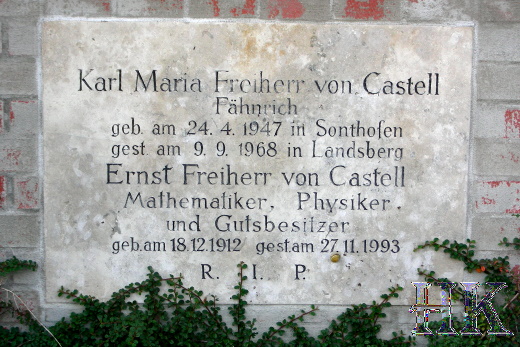 Karl Maria Freiherr von Castell
Fähnrich
geb. am 24. 4. 1947 in Sonthofen
gest. am 9. 9. 1968 in Landsberg
Ernst Freiherr von Castell
Mathematiker, Physiker,
und Gutsbesitzer
geb. am 18.12.1912 gest am 27. 11. 1993
R. I. P.
HK